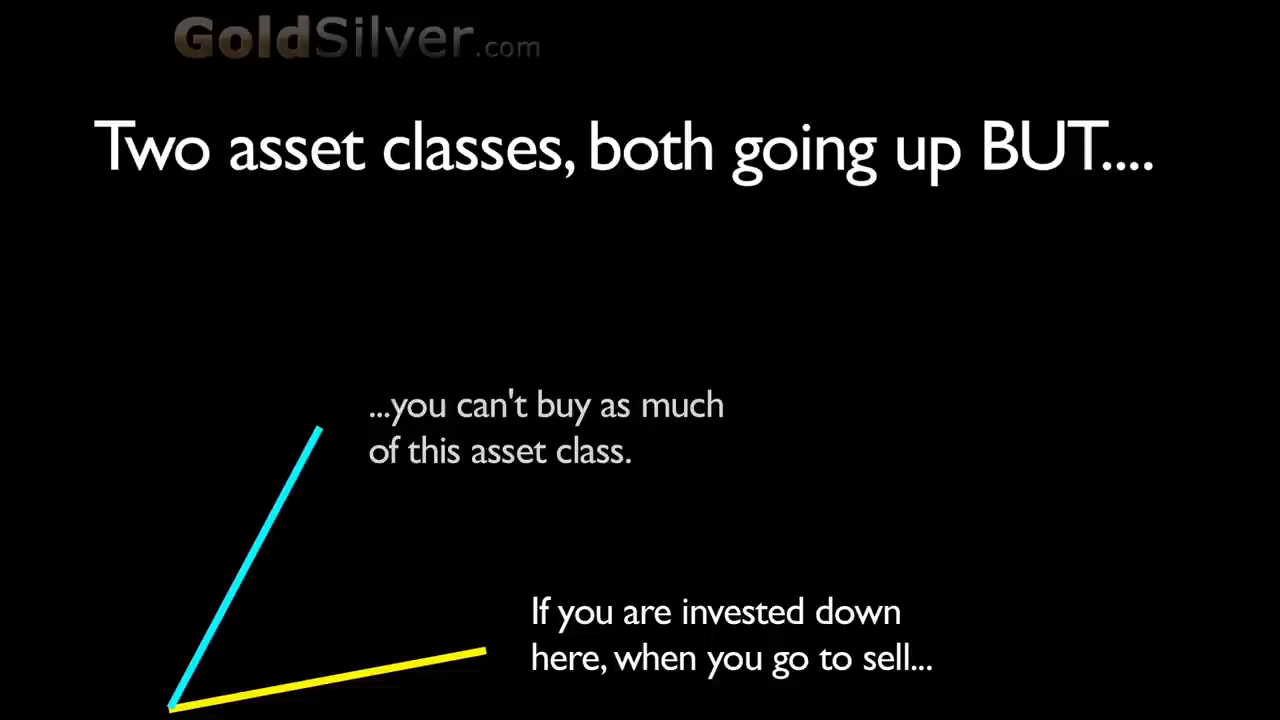 GoldSilver.com
Two asset classes, both going up BUT....
...you can't buy as much
of this asset class.
If you are invested down
here, when you go to sell...